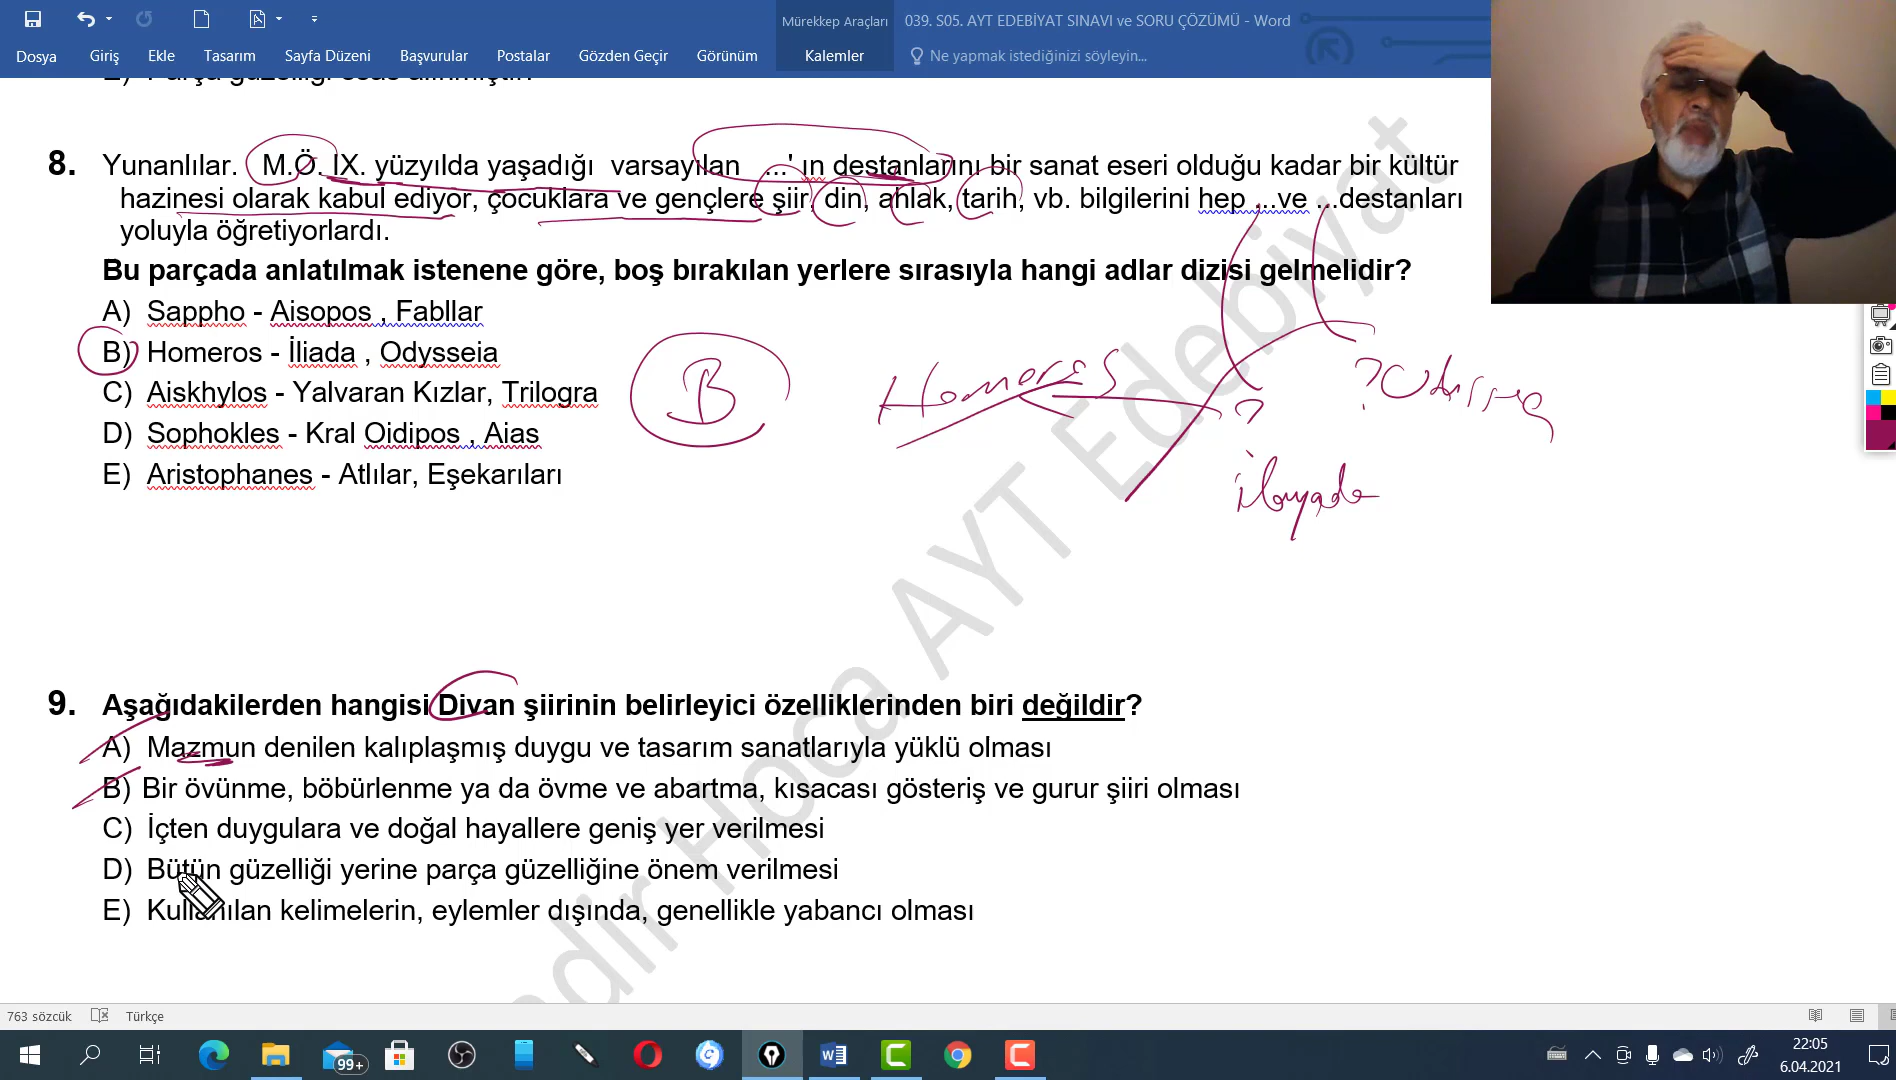 Mürekkep Araçları
039. S05. AYT EDEBİYAT SINAVI ve SORU ÇÖZÜMÜ - Word
Dosya Giriş Ekle Tasarım Sayfa Düzeni Başvurular Postalar Gözden Geçir Görünüm Kalemler Ne yapmak istediğinizi söyleyin...
E) Parça güzelliği esas alınmıştır.
8. Yunanlılar. M.Ö. IX. yüzyılda yaşadığı varsayılan ...'ın destanlarını bir sanat eseri olduğu kadar bir kültür
hazinesi olarak kabul ediyor, çocuklara ve gençlere şiir, din, ahlak, tarih, vb. bilgilerini hep ...ve ...destanları
yoluyla öğretiyorlardı.
Bu parçada anlatılmak istenene göre, boş bırakılan yerlere sırasıyla hangi adlar dizisi gelmelidir?
A) Sappho - Aisopos , Fabllar
B) Homeros - İliada , Odysseia
C) Aiskhylos - Yalvaran Kızlar, Trilogra
D) Sophokles - Kral Oidipos , Aias
E) Aristophanes - Atlılar, Eşekarıları
B
Homeros
?
?
9. Aşağıdakilerden hangisi Divan şiirinin belirleyici özelliklerinden biri değildir?
A) Mazmun denilen kalıplaşmış duygu ve tasarım sanatlarıyla yüklü olması
B) Bir övünme, böbürlenme ya da övme ve abartma, kısacası gösteriş ve gurur şiiri olması
C) İçten duygulara ve doğal hayallere geniş yer verilmesi
D) Bütün güzelliği yerine parça güzelliğine önem verilmesi
E) Kullanılan kelimelerin, eylemler dışında, genellikle yabancı olması
edir Hoca AYT Edebiyat
763 sözcük Türkçe
99+
22:05
6.04.2021